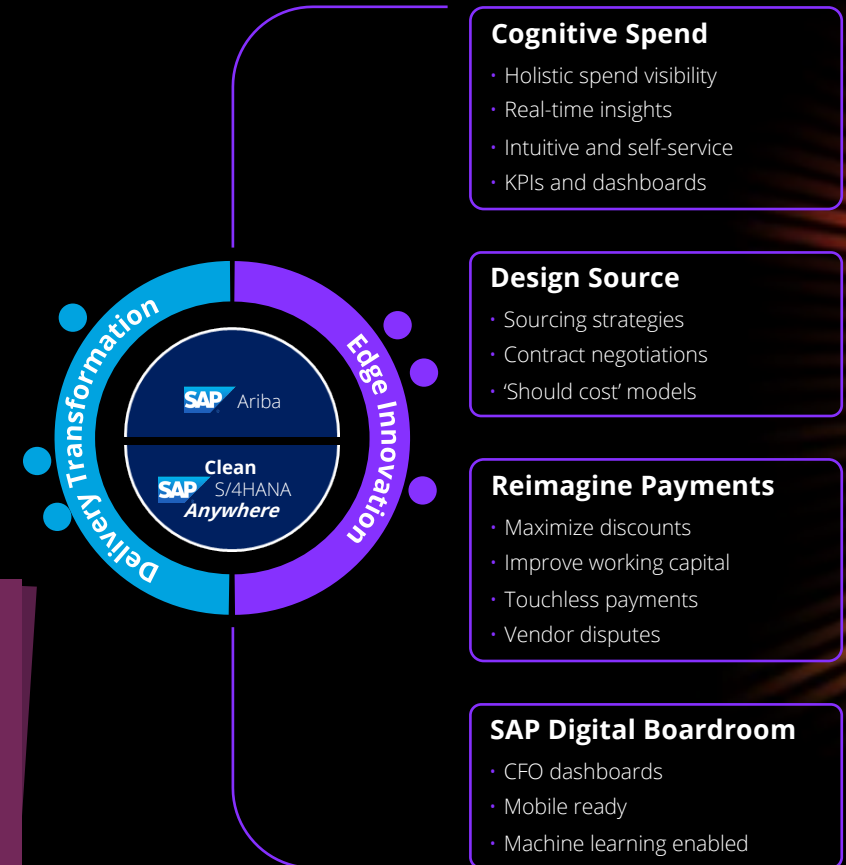 Cognitive Spend
· Holistic spend visibility
· Real-time insights
· Intuitive and self-service
· KPIs and dashboards
Design Source
· Sourcing strategies
· Contract negotiations
· ‘Should cost’ models
Delivery Transformation
Edge Innovation
SAP Ariba
Clean
SAP S/4HANA
Anywhere
Reimagine Payments
· Maximize discounts
· Improve working capital
· Touchless payments
· Vendor disputes
SAP Digital Boardroom
· CFO dashboards
· Mobile ready
· Machine learning enabled